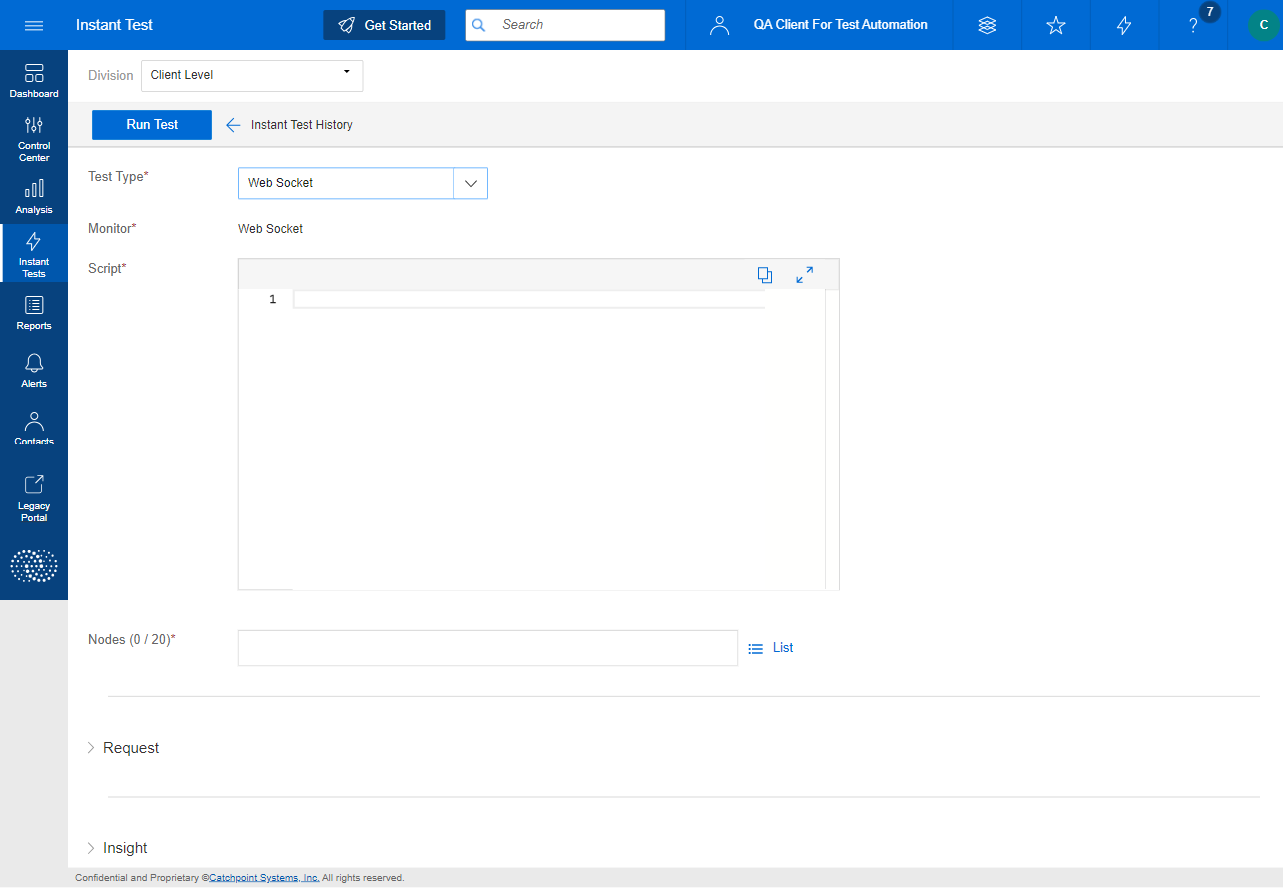 Instant Test
Get Started
Search
QA Client For Test Automation
?
7
C
Dashboard
Control
Center
Analysis
Instant
Tests
Reports
Alerts
Contacts
Legacy
Portal
Division
Client Level
Run Test
Instant Test History
Test Type*
Web Socket
Monitor*
Web Socket
Script*
1
Nodes (0 / 20)*
List
Request
Insight
Confidential and Proprietary ©Catchpoint Systems, Inc. All rights reserved.